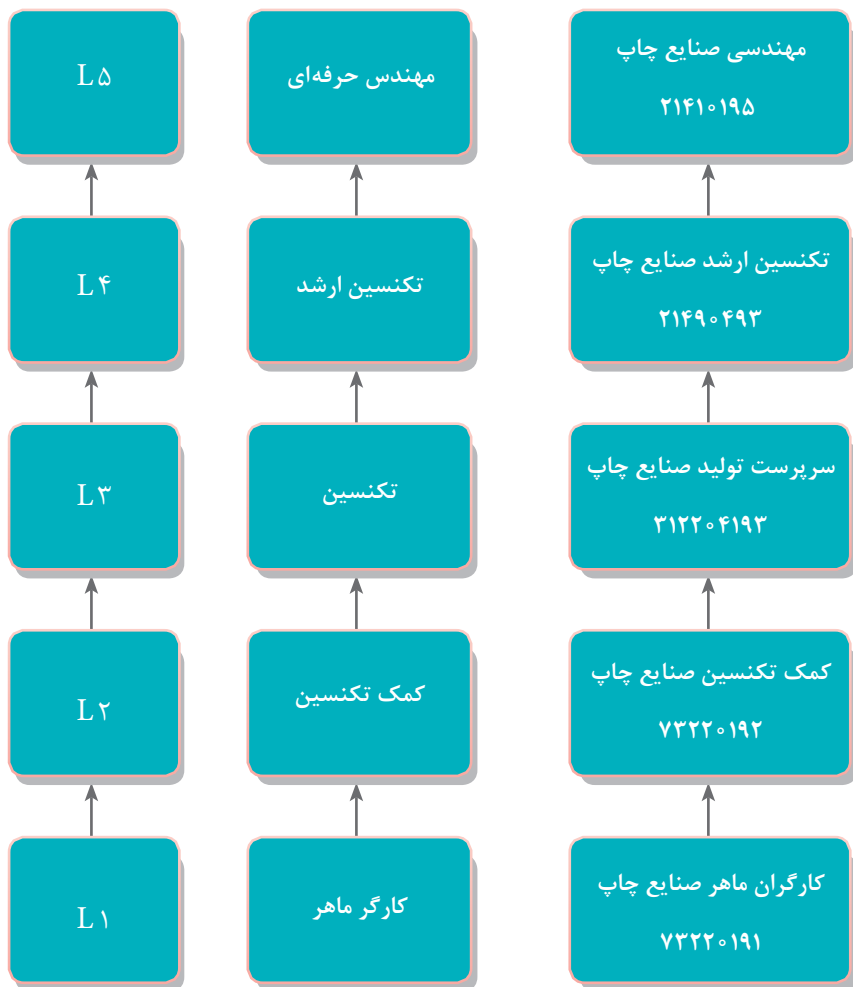 مهندسی صنایع چاپ
۲۱۴۱۰۱۹۵
مهندس حرفه‌ای
L۵
تکنسین ارشد صنایع چاپ
۲۱۴۹۰۴۹۳
تکنسین ارشد
L۴
سرپرست تولید صنایع چاپ
۳۱۲۲۰۴۱۹۳
تکنسین
L۳
کمک تکنسین صنایع چاپ
۷۳۲۲۰۱۹۲
کمک تکنسین
L۲
کارگران ماهر صنایع چاپ
۷۳۲۲۰۱۹۱
کارگر ماهر
L۱